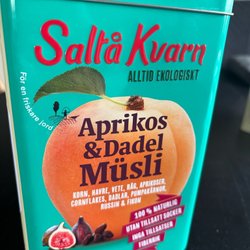 Saltå Kvarn
ALLTID EKOLOGISKT
För en friskare jord
Aprikos
& Dadel
Müsli
KORN, HAVRE, VETE, RÅG, APRIKOSER,
CORNFLAKES, DADLAR, PUMPAKÄRNOR,
RUSSIN & FIKON
100 % NATURLIG
UTAN TILLSATT SOCKER
INGA TILLSATSER
FIBERRIK